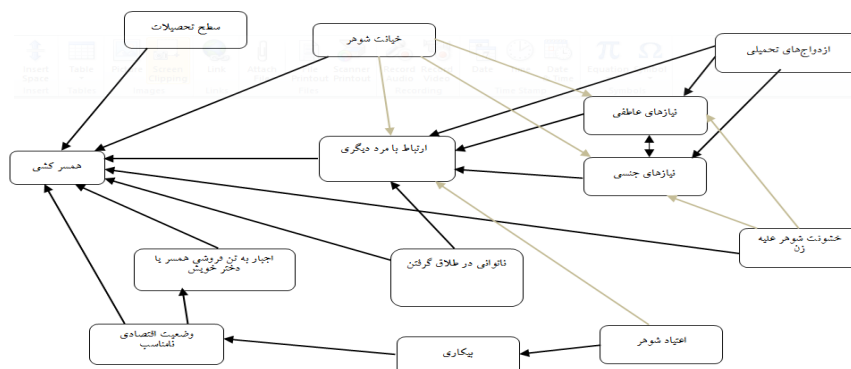 سطح تحصیلات
خیانت شوهر
ازدواج‌های تحمیلی
نیازهای عاطفی
ارتباط با مرد دیگری
همسر کشی
نیازهای جنسی
خشونت شوهر علیه
زن
اجبار به تن فروشی همسر یا
دختر خویش
ناتوانی در طلاق گرفتن
وضعیت اقتصادی
نامناسب
بیکاری
اعتیاد شوهر